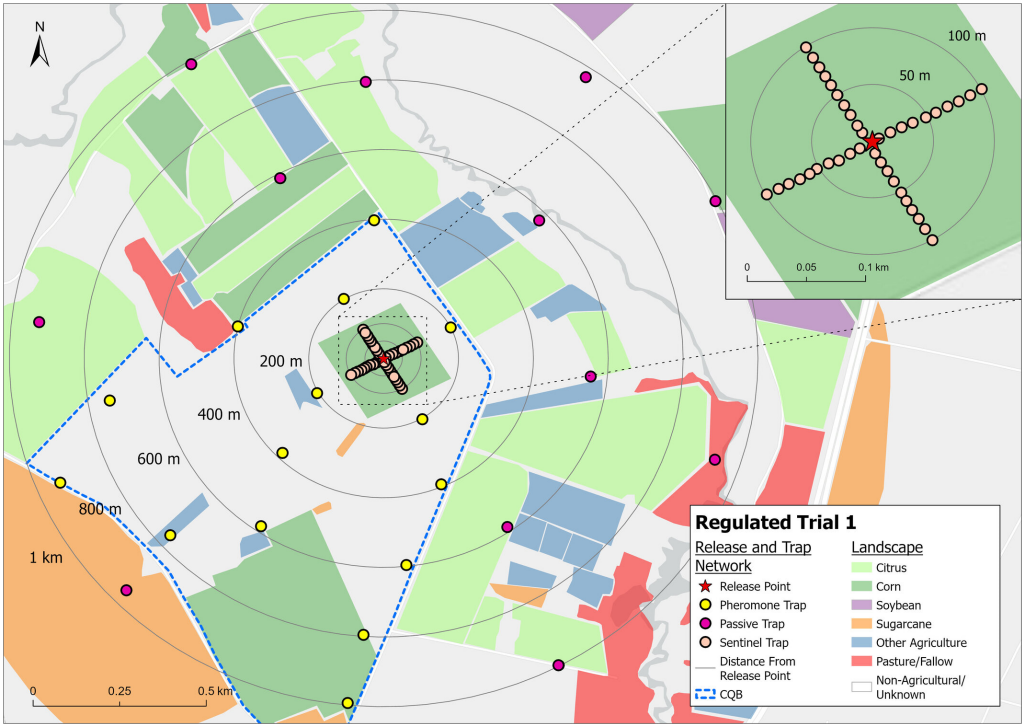 N
100 m
50 m
0 0.05 0.1 km
200 m
400 m
600 m
800 m
1 km
0 0.25 0.5 km
Regulated Trial 1
Release and Trap
Network
Release Point
Pheromone Trap
Passive Trap
Sentinel Trap
Distance From
Release Point
CQB
Landscape
Citrus
Corn
Soybean
Sugarcane
Other Agriculture
Pasture/Fallow
Non-Agricultural/
Unknown